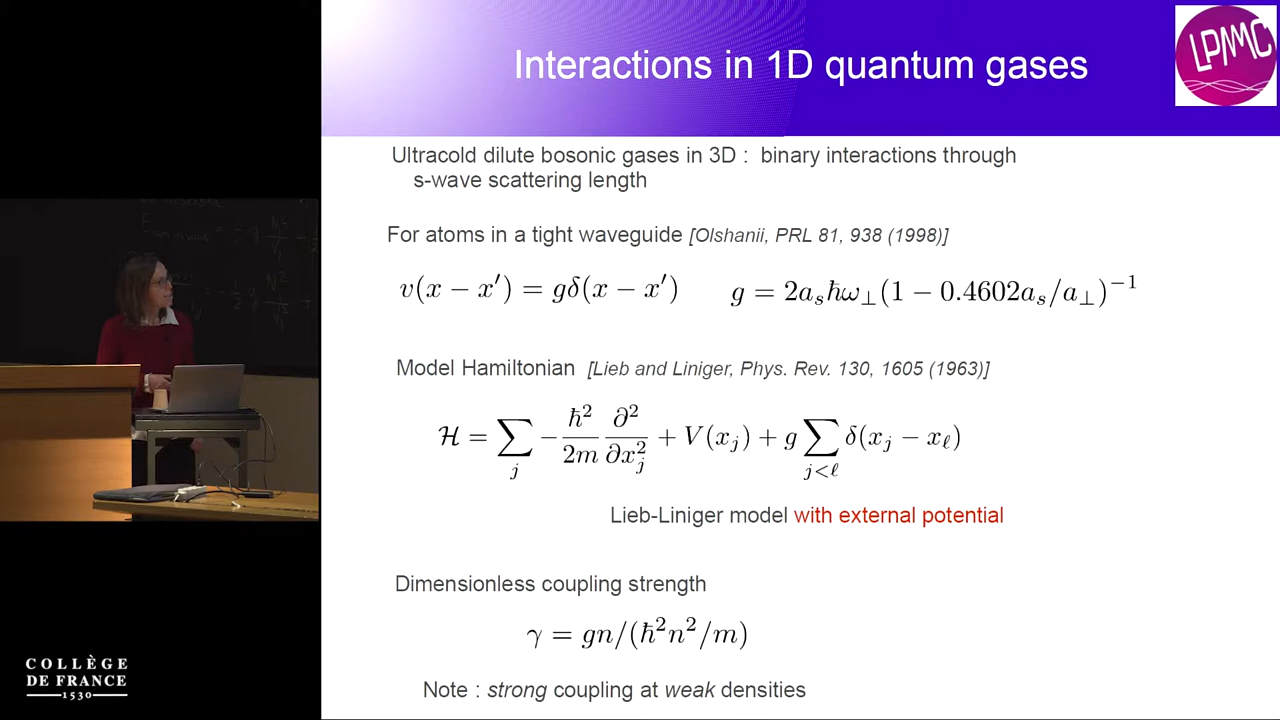 Interactions in 1D quantum gases
LPMMC
Ultracold dilute bosonic gases in 3D : binary interactions through
s-wave scattering length
For atoms in a tight waveguide [Olshanii, PRL 81, 938 (1998)]
v(x − x′) = gδ(x − x′) g = 2aₛℏω⊥(1 − 0.4602aₛ/a⊥)⁻¹
Model Hamiltonian [Lieb and Liniger, Phys. Rev. 130, 1605 (1963)]
ℋ = ∑_j −ℏ²/2m ∂²/∂x_j² + V(x_j) + g ∑_{j<ℓ} δ(x_j − x_ℓ)
Lieb-Liniger model with external potential
Dimensionless coupling strength
γ = gn/(ℏ²n²/m)
Note : strong coupling at weak densities
COLLÈGE
DE FRANCE
1530